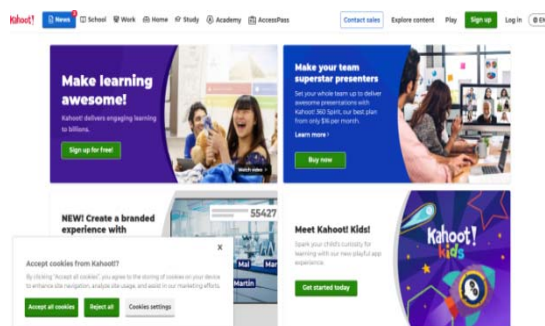 Kahoot!
News
School
Work
Home
Study
Academy
AccessPass
Contact sales
Explore content
Play
Sign up
Log in
EN
Make learning
awesome!
Kahoot! delivers engaging learning
to billions.
Sign up for free!
Watch video
Make your team
superstar presenters
Set your whole team up to deliver
awesome presentations with
Kahoot! 360 Spirit, our best plan
from only $16 per month.
Learn more
Buy now
NEW! Create a branded
experience with
55427
Mai
Mar
Martin
Meet Kahoot! Kids!
Spark your child's curiosity for
learning with our new playful app
experience.
Get started today
Kahoot!
kids
X
Accept cookies from Kahoot!?
By clicking "Accept all cookies", you agree to the storing of cookies on your device
to enhance site navigation, analyze site usage, and assist in our marketing efforts.
Accept all cookies
Reject all
Cookies settings